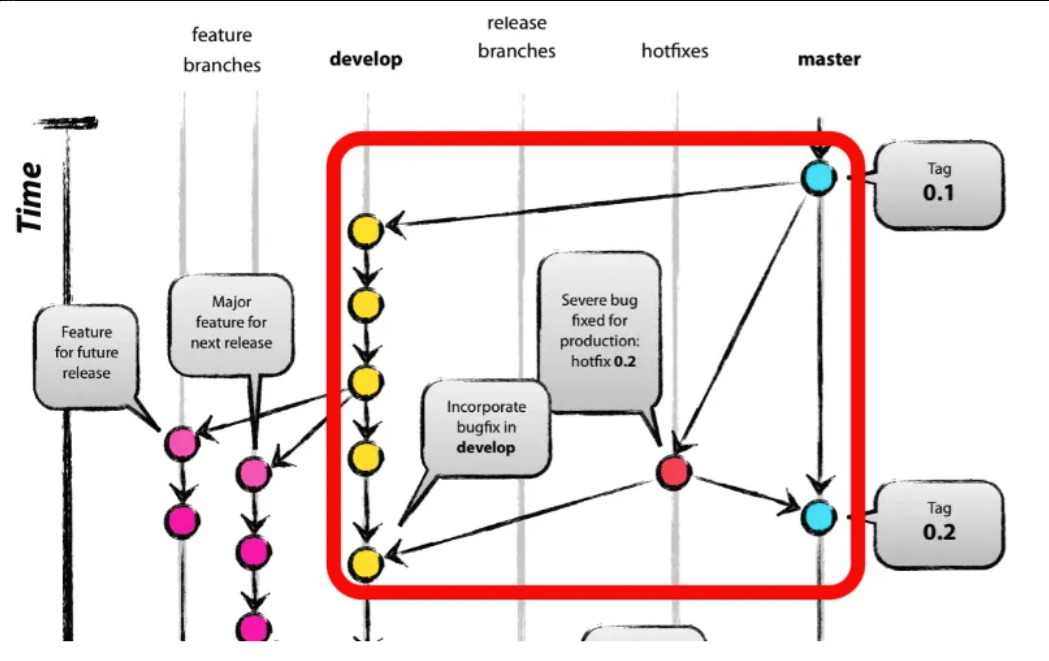 feature
branches
develop
release
branches
hotfixes
master
Time
Tag
0.1
Severe bug
fixed for
production:
hotfix 0.2
Major
feature for
next release
Feature
for future
release
Incorporate
bugfix in
develop
Tag
0.2